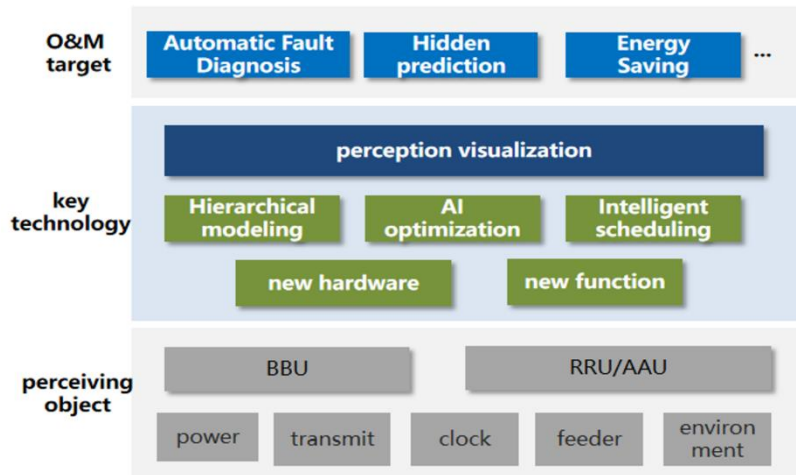 O&M
target
Automatic Fault
Diagnosis
Hidden
prediction
Energy
Saving
...
key
technology
perception visualization
Hierarchical
modeling
AI
optimization
Intelligent
scheduling
new hardware
new function
perceiving
object
BBU
RRU/AAU
power
transmit
clock
feeder
environ
ment